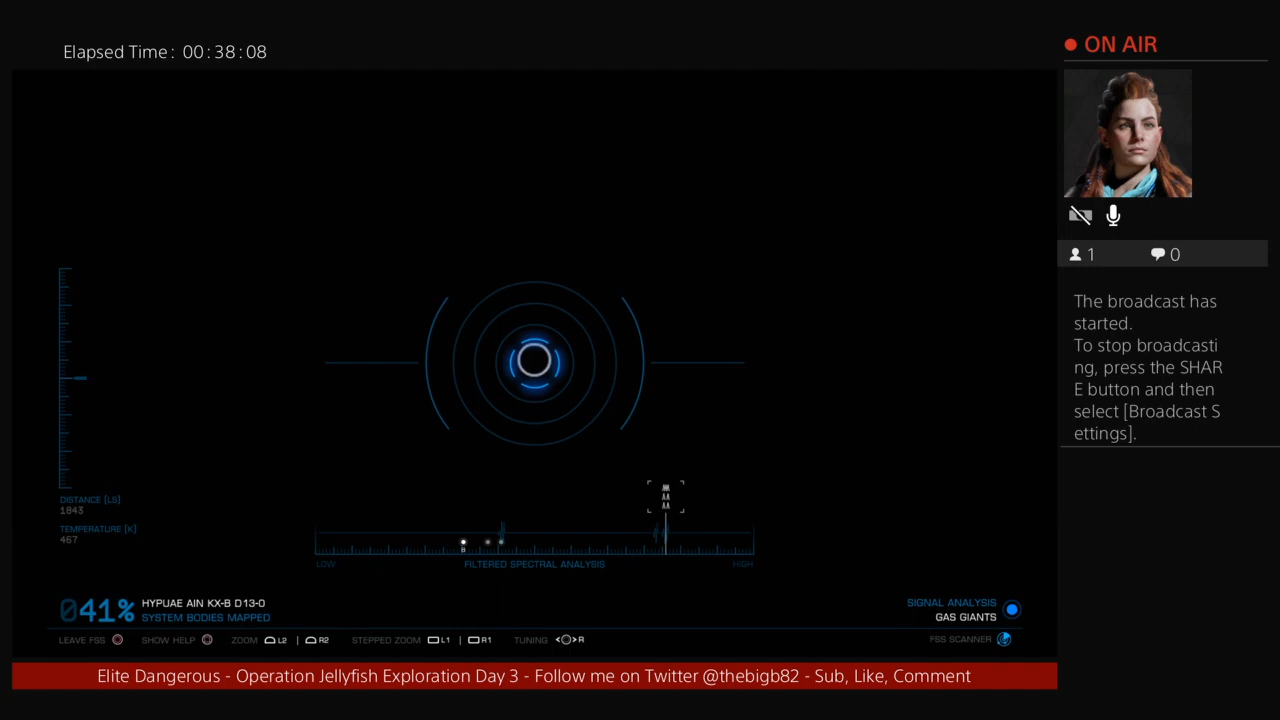 Elapsed Time: 00:38:08
ON AIR
1
0
The broadcast has
started.
To stop broadcasti
ng, press the SHAR
E button and then
select [Broadcast S
ettings].
DISTANCE [LS]
1843
TEMPERATURE [K]
467
B
LOW
FILTERED SPECTRAL ANALYSIS
HIGH
041% HYPUAE AIN KX-B D13-0
SYSTEM BODIES MAPPED
SIGNAL ANALYSIS
GAS GIANTS
LEAVE FSS SHOW HELP ZOOM L2 | R2 STEPPED ZOOM L1 | R1 TUNING R
FSS SCANNER
Elite Dangerous - Operation Jellyfish Exploration Day 3 - Follow me on Twitter @thebigb82 - Sub, Like, Comment